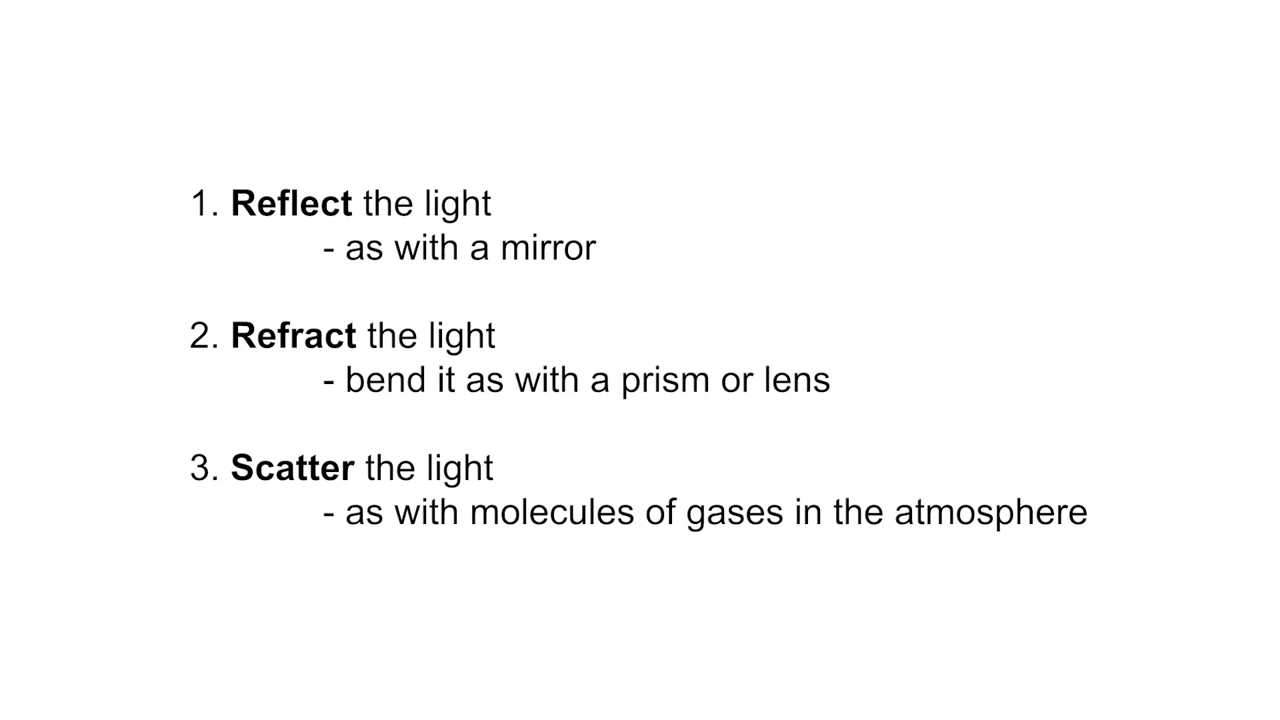 1. Reflect the light
- as with a mirror
2. Refract the light
- bend it as with a prism or lens
3. Scatter the light
- as with molecules of gases in the atmosphere